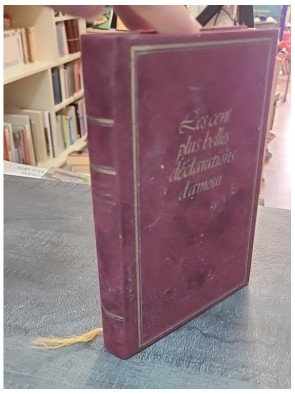 Les cent
plus belles
déclarations
d'amour